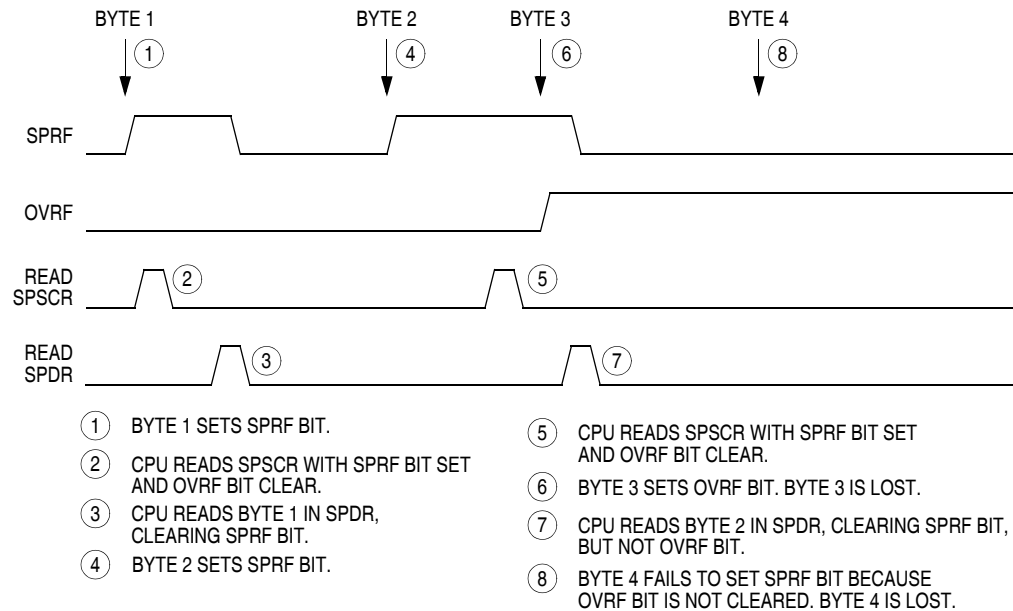 BYTE 1
BYTE 2
BYTE 3
BYTE 4
1
4
6
8
SPRF
OVRF
READ
SPSCR
2
5
READ
SPDR
3
7
1 BYTE 1 SETS SPRF BIT.
2 CPU READS SPSCR WITH SPRF BIT SET
AND OVRF BIT CLEAR.
3 CPU READS BYTE 1 IN SPDR,
CLEARING SPRF BIT.
4 BYTE 2 SETS SPRF BIT.
5 CPU READS SPSCR WITH SPRF BIT SET
AND OVRF BIT CLEAR.
6 BYTE 3 SETS OVRF BIT. BYTE 3 IS LOST.
7 CPU READS BYTE 2 IN SPDR, CLEARING SPRF BIT,
BUT NOT OVRF BIT.
8 BYTE 4 FAILS TO SET SPRF BIT BECAUSE
OVRF BIT IS NOT CLEARED. BYTE 4 IS LOST.